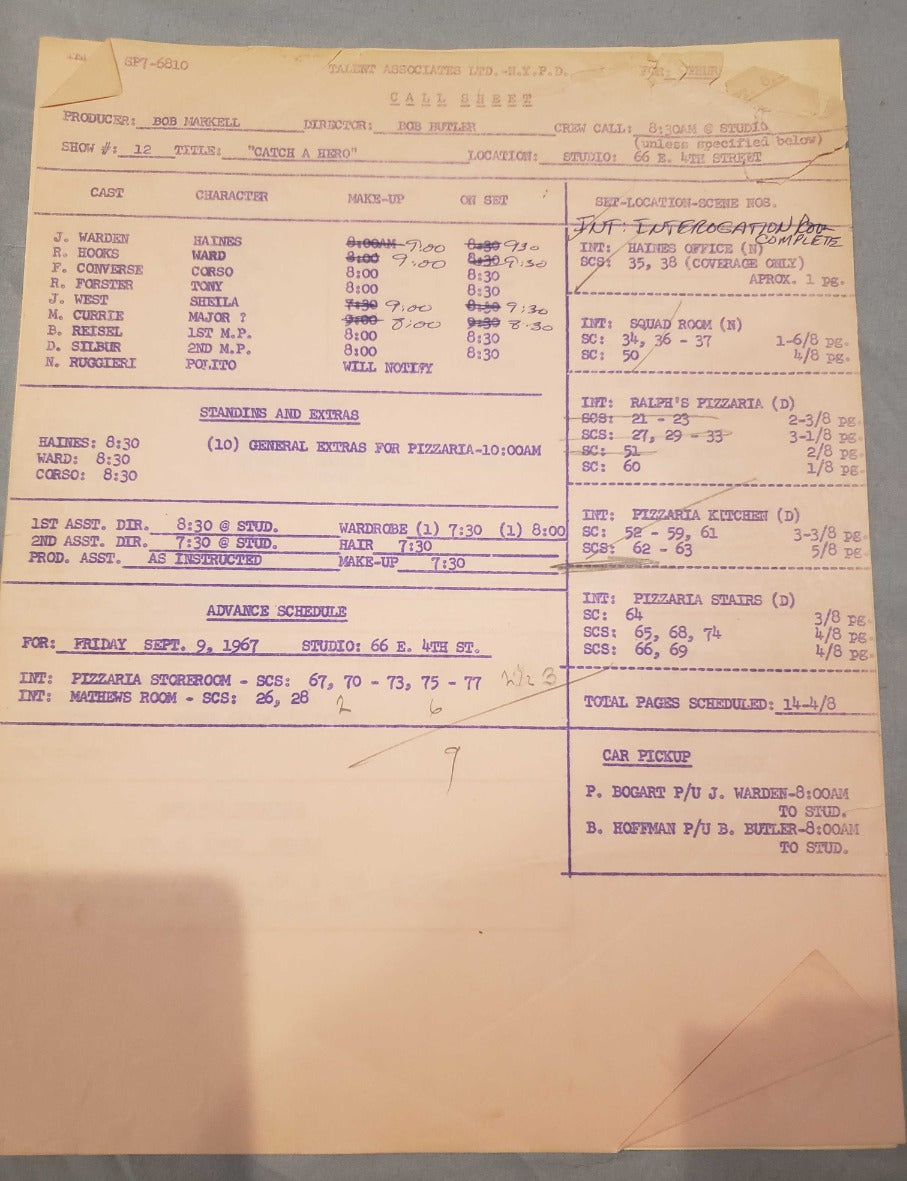 SP7-6810 TALENT ASSOCIATES LTD.-N.Y.P.D. FOR:
CALL SHEET
PRODUCER: BOB MARKELL DIRECTOR: BOB BUTLER CREW CALL: 8:30AM @ STUDIO
(unless specified below)
SHOW #: 12 TITLE: "CATCH A HERO" LOCATION: STUDIO: 66 E. 4TH STREET
CAST CHARACTER MAKE-UP ON SET
J. WARDEN HAINES 8:00AM 9:00 8:30 930
R. HOOKS WARD 8:00 9:00 8:30 9:30
F. CONVERSE CORSO 8:00 8:30
R. FORSTER TONY 8:00 8:30
J. WEST SHEILA 7:30 9:00 8:30 9:30
M. CURRIE MAJOR ? 9:00 8:00 9:30 8:30
B. REISEL 1ST M.P. 8:00 8:30
D. SILBUR 2ND M.P. 8:00 8:30
N. RUGGIERI POLITO WILL NOTIFY
STANDINS AND EXTRAS
HAINES: 8:30 (10) GENERAL EXTRAS FOR PIZZARIA-10:00AM
WARD: 8:30
CORSO: 8:30
1ST ASST. DIR. 8:30 @ STUD. WARDROBE (1) 7:30 (1) 8:00
2ND ASST. DIR. 7:30 @ STUD. HAIR 7:30
PROD. ASST. AS INSTRUCTED MAKE-UP 7:30
ADVANCE SCHEDULE
FOR: FRIDAY SEPT. 9, 1967 STUDIO: 66 E. 4TH ST.
INT: PIZZARIA STOREROOM - SCS: 67, 70 - 73, 75 - 77
INT: MATHEWS ROOM - SCS: 26, 28
2 6
9
SET-LOCATION-SCENE NOS.
INT: INTEROGATION
COMPLETE
INT: HAINES OFFICE (N)
SCS: 35, 38 (COVERAGE ONLY)
APROX. 1 pg.
INT: SQUAD ROOM (N)
SC: 34, 36 - 37 1-6/8 pg.
SC: 50 4/8 pg.
INT: RALPH'S PIZZARIA (D)
SCS: 21 - 23 2-3/8 pg.
SCS: 27, 29 - 33 3-1/8 pg.
SC: 51 2/8 pg.
SC: 60 1/8 pg.
INT: PIZZARIA KITCHEN (D)
SC: 52 - 59, 61 3-3/8 pg.
SCS: 62 - 63 5/8 pg.
INT: PIZZARIA STAIRS (D)
SC: 64 3/8 pg.
SCS: 65, 68, 74 4/8 pg.
SCS: 66, 69 4/8 pg.
TOTAL PAGES SCHEDULED: 14-4/8
CAR PICKUP
P. BOGART P/U J. WARDEN-8:00AM
TO STUD.
B. HOFFMAN P/U B. BUTLER-8:00AM
TO STUD.